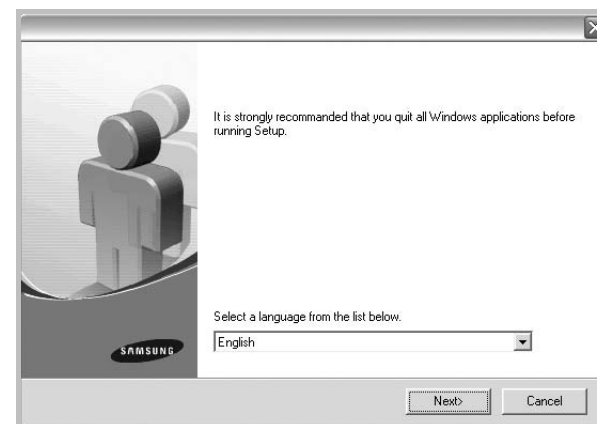 It is strongly recommanded that you quit all Windows applications before
running Setup.
Select a language from the list below.
English
SAMSUNG
Next>
Cancel